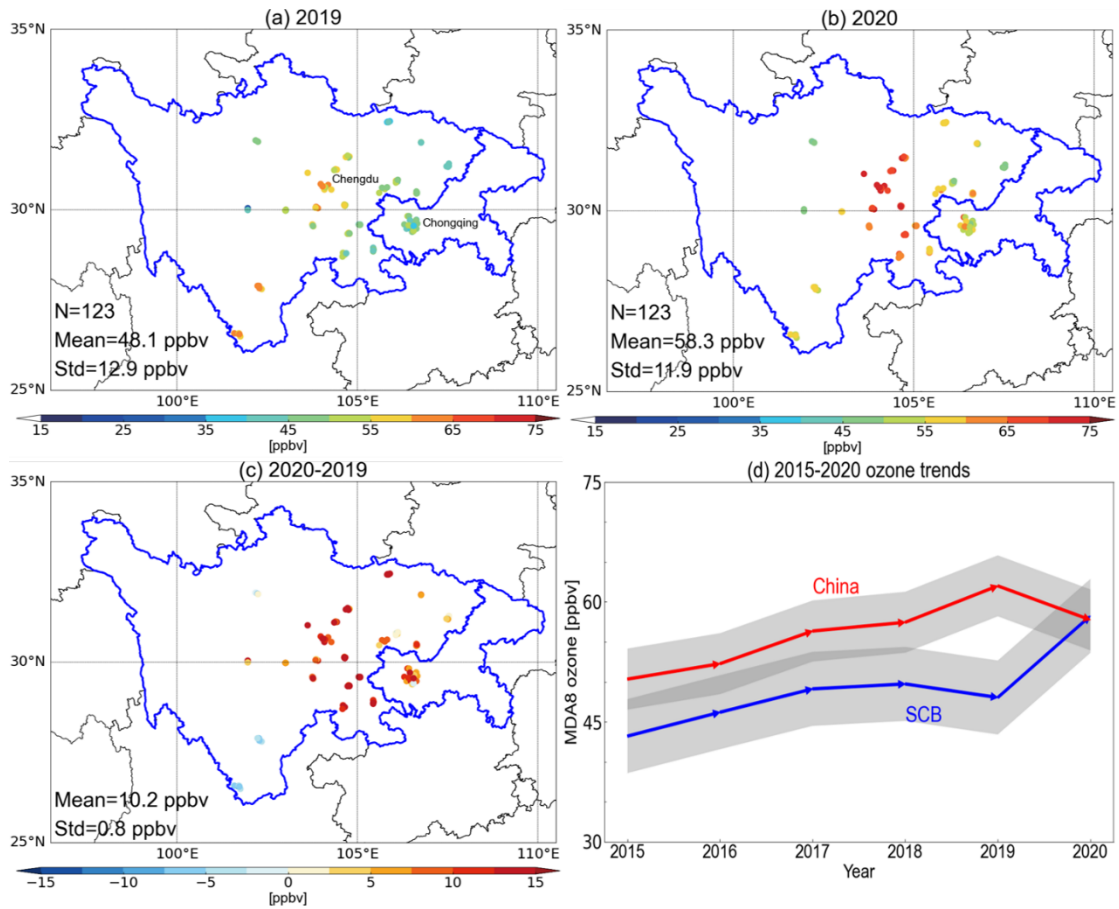 (a) 2019
35°N
30°N
25°N
Chengdu
Chongqing
N=123
Mean=48.1 ppbv
Std=12.9 ppbv
100°E
105°E
110°E
15 25 35 45 55 65 75
[ppbv]
(b) 2020
35°N
30°N
25°N
N=123
Mean=58.3 ppbv
Std=11.9 ppbv
100°E
105°E
110°E
15 25 35 45 55 65 75
[ppbv]
(c) 2020-2019
35°N
30°N
25°N
Mean=10.2 ppbv
Std=0.8 ppbv
100°E
105°E
110°E
−15 −10 −5 0 5 10 15
[ppbv]
(d) 2015-2020 ozone trends
MDA8 ozone [ppbv]
75
60
45
30
China
SCB
2015 2016 2017 2018 2019 2020
Year